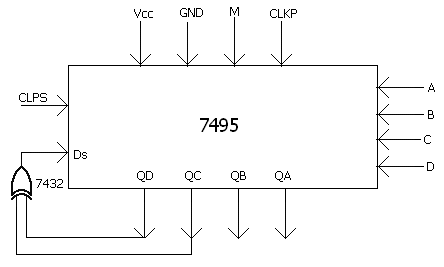 Vcc GND M CLKP
CLPS
7495
A
B
C
D
Ds
7432
QD QC QB QA